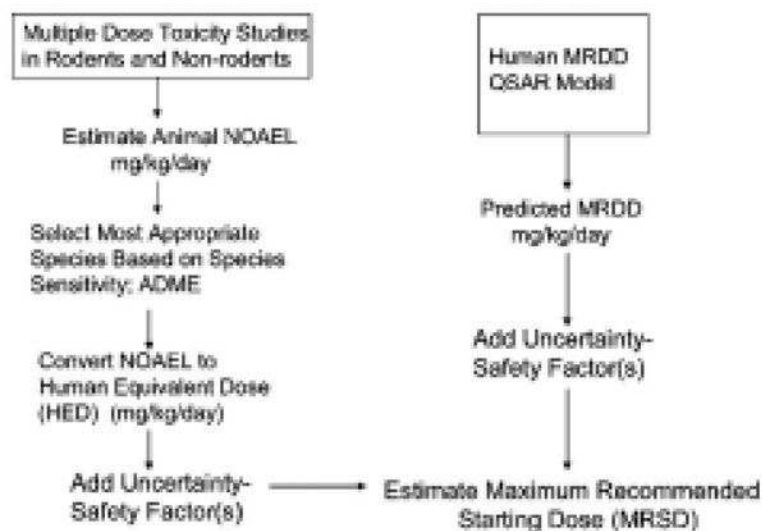 Multiple Dose Toxicity Studies
in Rodents and Non-rodents
Estimate Animal NOAEL
mg/kg/day
Select Most Appropriate
Species Based on Species
Sensitivity; ADME
Convert NOAEL to
Human Equivalent Dose
(HED) (mg/kg/day)
Add Uncertainty-
Safety Factor(s)
Human MRDD
QSAR Model
Predicted MRDD
mg/kg/day
Add Uncertainty-
Safety Factor(s)
Estimate Maximum Recommended
Starting Dose (MRSD)